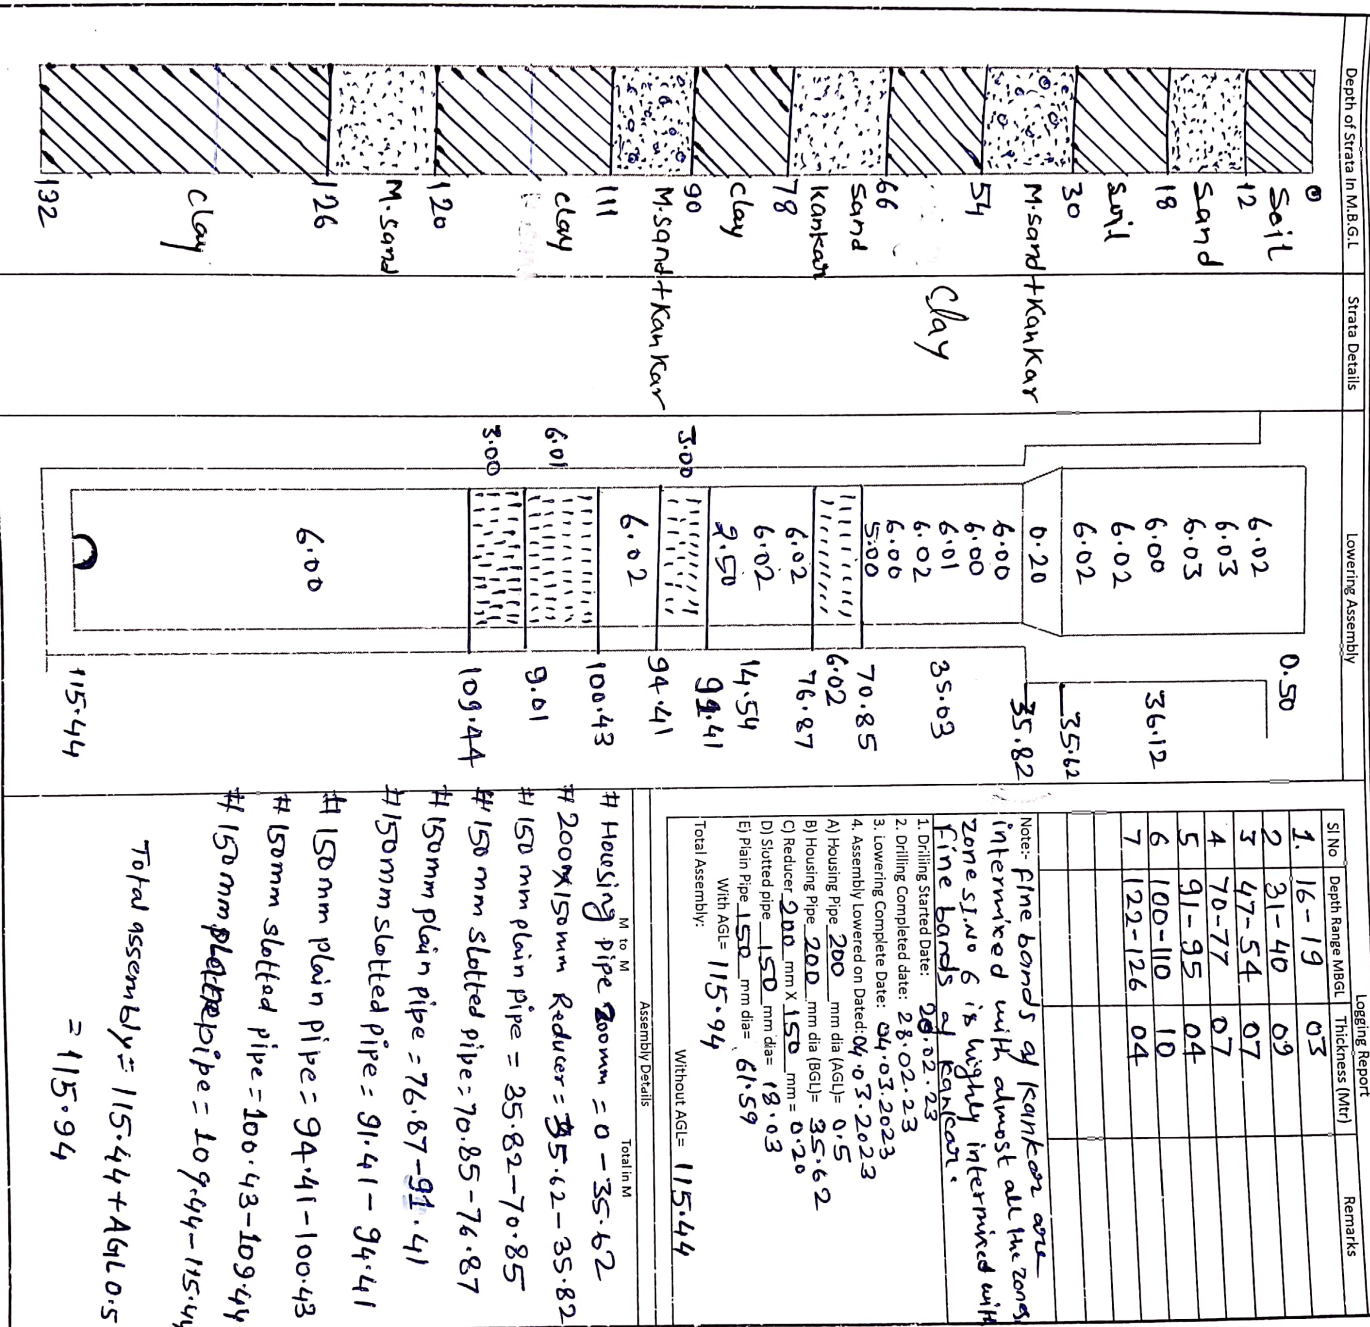 Depth of Strata In M.B.G.L
0
Soil
12
Sand
18
Soil
30
M.sand+Kankar
54
Clay
66
Sand
Kankar
78
Clay
90
M.sand+Kankar
111
Clay
120
M.sand
126
Clay
132
Strata Details
Lowering Assembly
0.50
6.02
6.03
6.03
6.00
6.02
6.02
36.12
35.62
0.20
35.82
6.00
6.00
6.01
6.02
6.00
5.00
35.03
70.85
6.02
76.87
6.02
6.02
2.50
14.54
91.41
3.00
94.41
6.02
100.43
6.01
3.00
9.01
109.44
6.00
115.44
Logging Report
Sl No Depth Range MBGL Thickness (Mtr) Remarks
1. 16-19 03
2 31-40 09
3 47-54 07
4 70-77 07
5 91-95 04
6 100-110 10
7 122-126 04
Note:- Fine bands of kankar are
intermixed with almost all the zones
zone Sl.No 6 is highly intermixed with
fine bands of kankar.
1. Drilling Started Date: 26.02.23
2. Drilling Completed date: 28.02.23
3. Lowering Complete Date: 04.03.2023
4. Assembly Lowered on Dated: 04.03.2023
A) Housing Pipe 200 mm dia (AGL)= 0.5
B) Housing Pipe 200 mm dia (BGL)= 35.62
C) Reducer 200 mm X 150 mm = 0.20
D) Slotted pipe 150 mm dia= 18.03
E) Plain Pipe 150 mm dia= 61.59
With AGL= 115.94 Without AGL= 115.44
Total Assembly:
Assembly Details
M to M Total in M
# Housing pipe 200mm = 0-35.62
# 200x150mm Reducer = 35.62-35.82
# 150 mm plain pipe = 35.82-70.85
# 150 mm slotted pipe = 70.85-76.87
# 150mm plain pipe = 76.87-91.41
# 150mm slotted pipe = 91.41-94.41
# 150mm plain pipe = 94.41-100.43
# 150mm slotted pipe = 100.43-109.44
# 150mm pipe = 109.44-115.44
Total assembly = 115.44+AGL 0.5
= 115.94